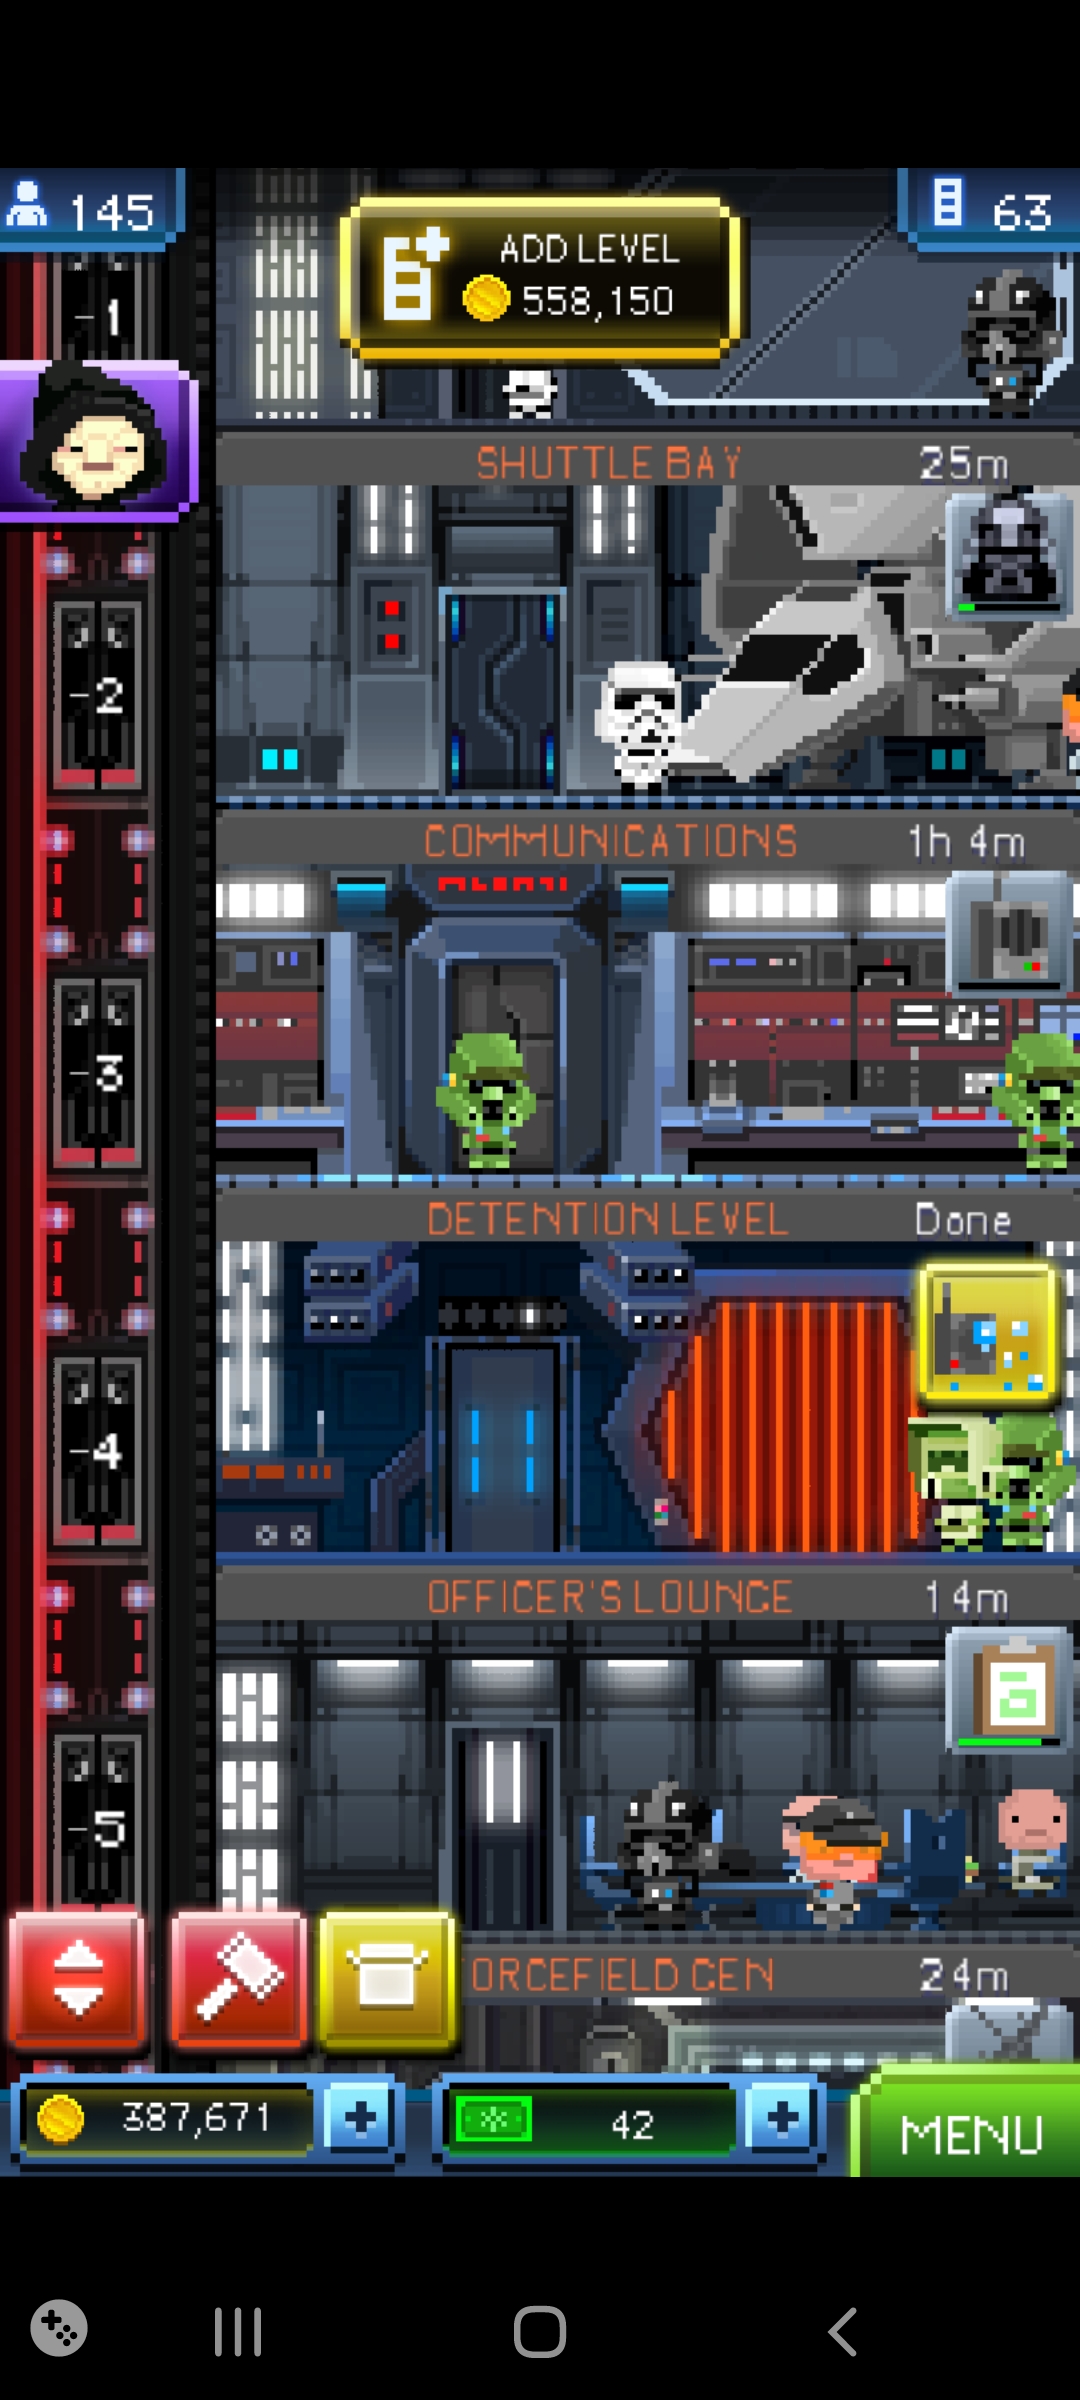 145
ADD LEVEL
558,150
63
-1
SHUTTLE BAY 25m
-2
COMMUNICATIONS 1h 4m
-3
DETENTION LEVEL Done
-4
OFFICER'S LOUNGE 14m
-5
ORCEFIELD GEN 24m
387,671
42
MENU